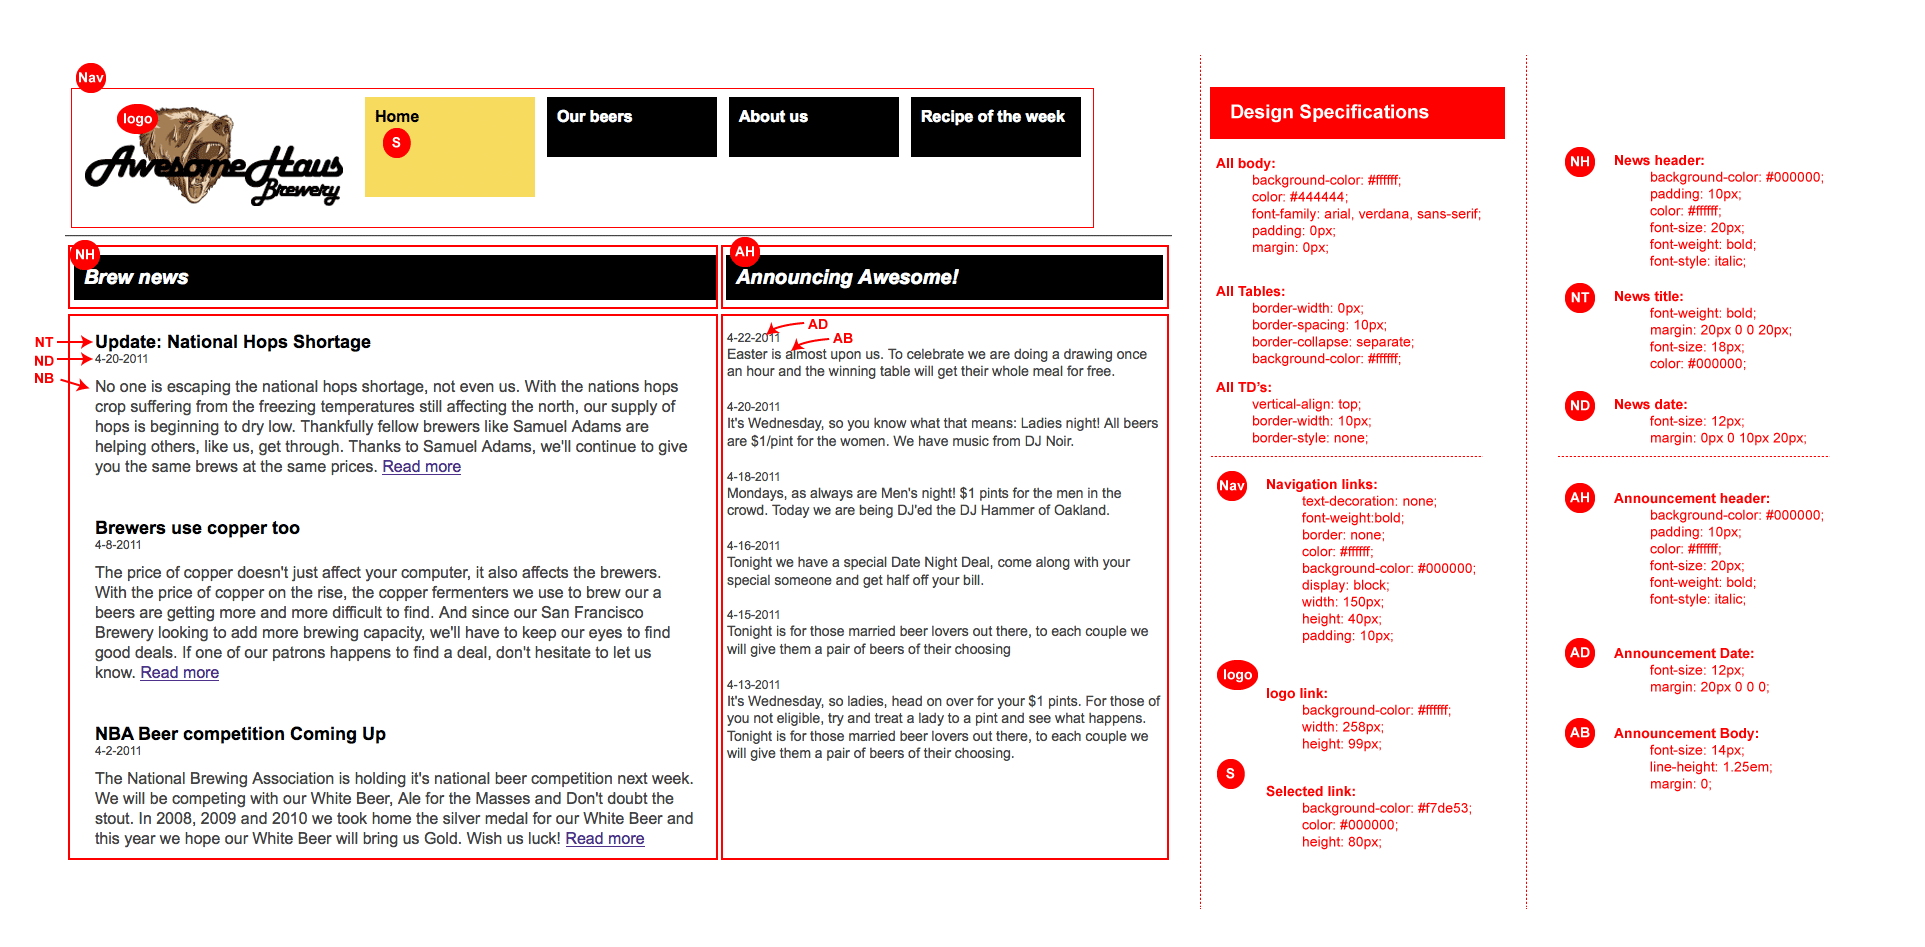 Nav
logo
Awesome Haus
Brewery
Home
S
Our beers
About us
Recipe of the week
NH
Brew news
AH
Announcing Awesome!
NT
ND
NB
Update: National Hops Shortage
4-20-2011
No one is escaping the national hops shortage, not even us. With the nations hops
crop suffering from the freezing temperatures still affecting the north, our supply of
hops is beginning to dry low. Thankfully fellow brewers like Samuel Adams are
helping others, like us, get through. Thanks to Samuel Adams, we'll continue to give
you the same brews at the same prices. Read more
Brewers use copper too
4-8-2011
The price of copper doesn't just affect your computer, it also affects the brewers.
With the price of copper on the rise, the copper fermenters we use to brew our a
beers are getting more and more difficult to find. And since our San Francisco
Brewery looking to add more brewing capacity, we'll have to keep our eyes to find
good deals. If one of our patrons happens to find a deal, don't hesitate to let us
know. Read more
NBA Beer competition Coming Up
4-2-2011
The National Brewing Association is holding it's national beer competition next week.
We will be competing with our White Beer, Ale for the Masses and Don't doubt the
stout. In 2008, 2009 and 2010 we took home the silver medal for our White Beer and
this year we hope our White Beer will bring us Gold. Wish us luck! Read more
AD
AB
4-22-2011
Easter is almost upon us. To celebrate we are doing a drawing once
an hour and the winning table will get their whole meal for free.
4-20-2011
It's Wednesday, so you know what that means: Ladies night! All beers
are $1/pint for the women. We have music from DJ Noir.
4-18-2011
Mondays, as always are Men's night! $1 pints for the men in the
crowd. Today we are being DJ'ed the DJ Hammer of Oakland.
4-16-2011
Tonight we have a special Date Night Deal, come along with your
special someone and get half off your bill.
4-15-2011
Tonight is for those married beer lovers out there, to each couple we
will give them a pair of beers of their choosing
4-13-2011
It's Wednesday, so ladies, head on over for your $1 pints. For those of
you not eligible, try and treat a lady to a pint and see what happens.
Tonight is for those married beer lovers out there, to each couple we
will give them a pair of beers of their choosing.
Design Specifications
All body:
background-color: #ffffff;
color: #444444;
font-family: arial, verdana, sans-serif;
padding: 0px;
margin: 0px;
All Tables:
border-width: 0px;
border-spacing: 10px;
border-collapse: separate;
background-color: #ffffff;
All TD's:
vertical-align: top;
border-width: 10px;
border-style: none;
Nav
Navigation links:
text-decoration: none;
font-weight:bold;
border: none;
color: #ffffff;
background-color: #000000;
display: block;
width: 150px;
height: 40px;
padding: 10px;
logo
logo link:
background-color: #ffffff;
width: 258px;
height: 99px;
S
Selected link:
background-color: #f7de53;
color: #000000;
height: 80px;
NH
News header:
background-color: #000000;
padding: 10px;
color: #ffffff;
font-size: 20px;
font-weight: bold;
font-style: italic;
NT
News title:
font-weight: bold;
margin: 20px 0 0 20px;
font-size: 18px;
color: #000000;
ND
News date:
font-size: 12px;
margin: 0px 0 10px 20px;
AH
Announcement header:
background-color: #000000;
padding: 10px;
color: #ffffff;
font-size: 20px;
font-weight: bold;
font-style: italic;
AD
Announcement Date:
font-size: 12px;
margin: 20px 0 0 0;
AB
Announcement Body:
font-size: 14px;
line-height: 1.25em;
margin: 0;